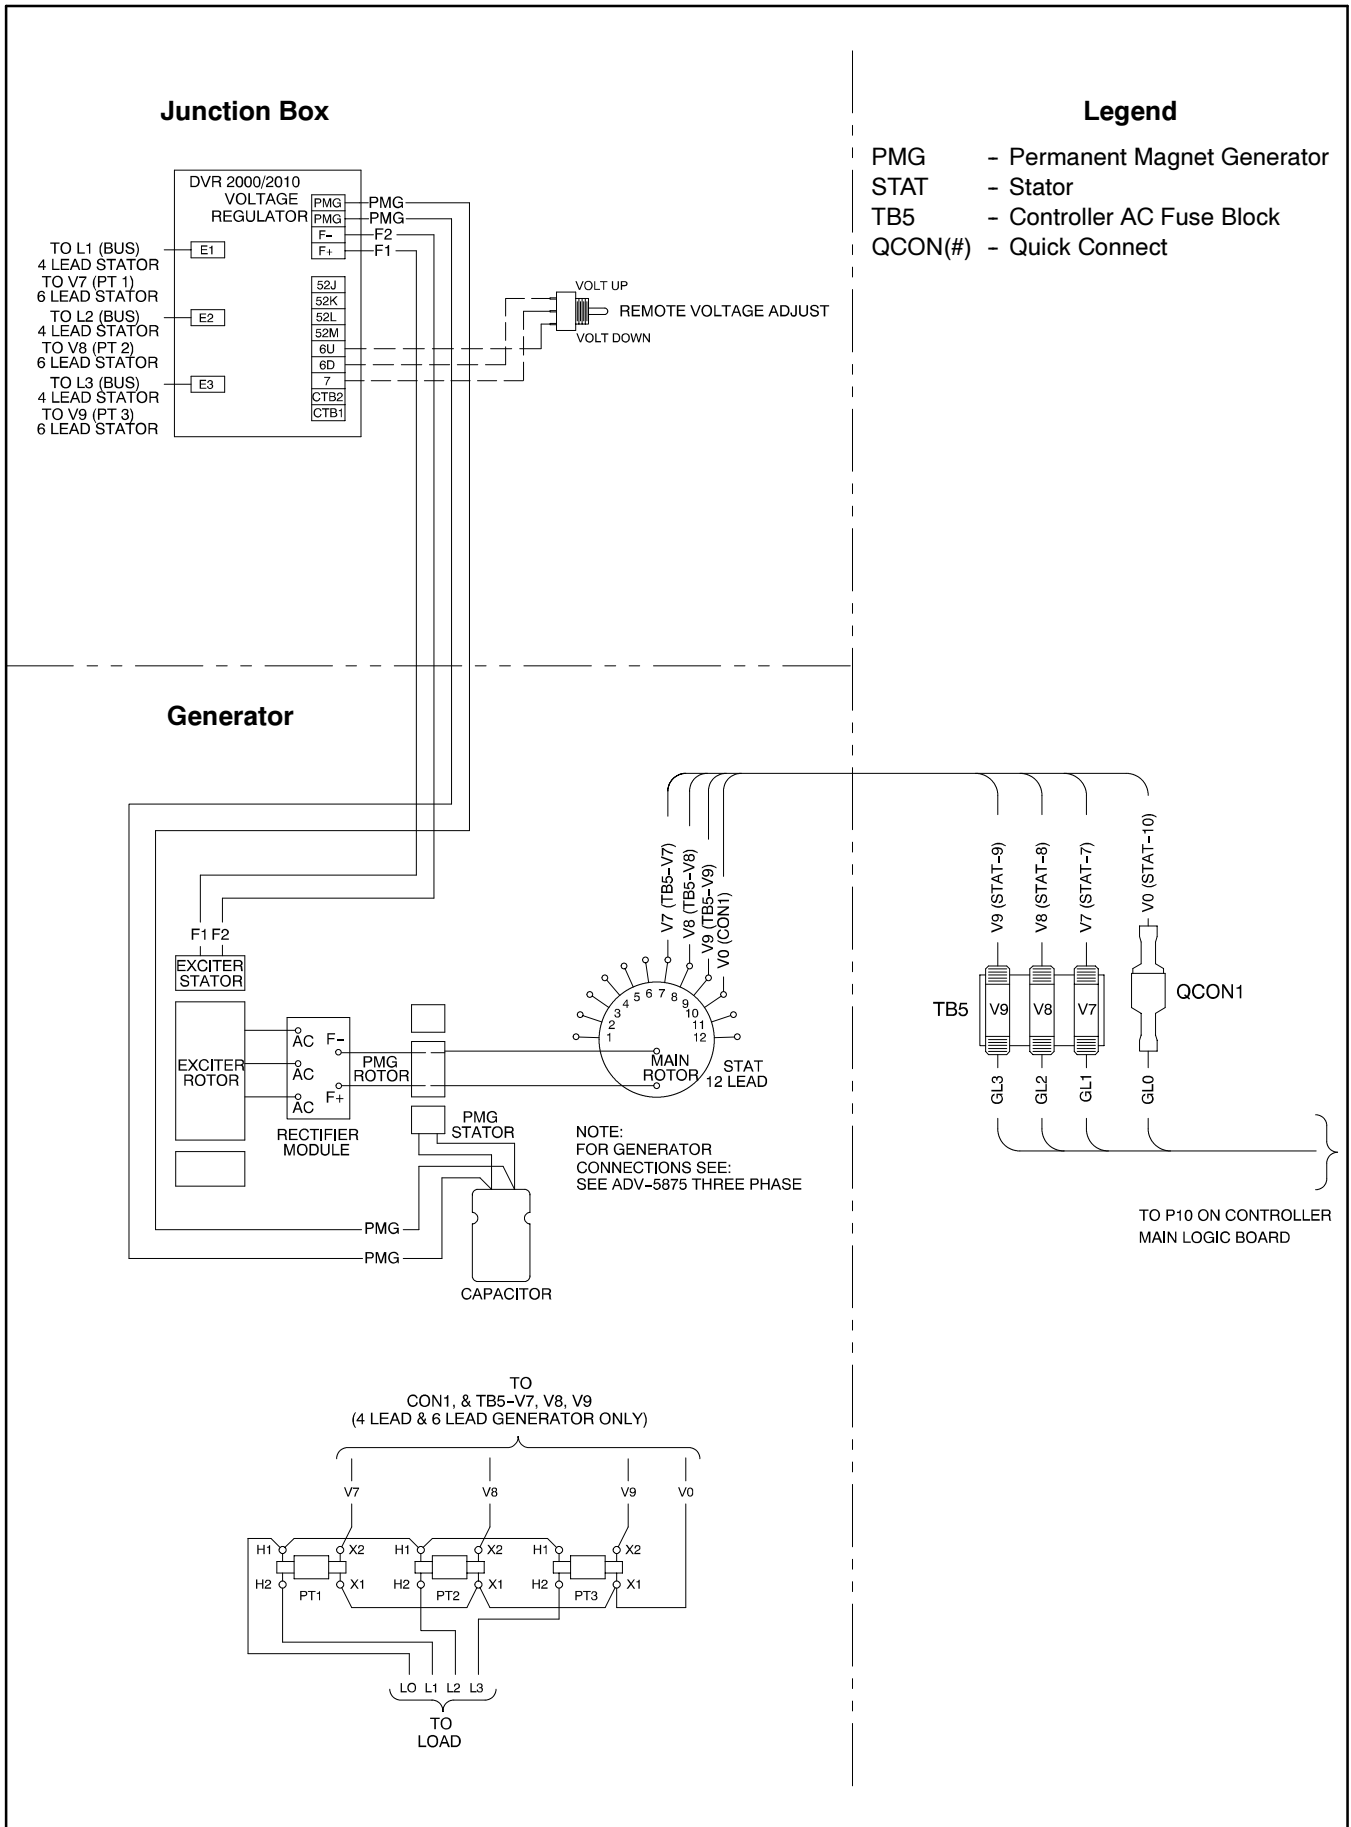 Junction Box
DVR 2000/2010
VOLTAGE
REGULATOR
PMG
PMG
F-
F+
PMG
PMG
F2
F1
E1
E2
E3
TO L1 (BUS)
4 LEAD STATOR
TO V7 (PT 1)
6 LEAD STATOR
TO L2 (BUS)
4 LEAD STATOR
TO V8 (PT 2)
6 LEAD STATOR
TO L3 (BUS)
4 LEAD STATOR
TO V9 (PT 3)
6 LEAD STATOR
52J
52K
52L
52M
6U
6D
7
CTB2
CTB1
VOLT UP
REMOTE VOLTAGE ADJUST
VOLT DOWN
Legend
PMG - Permanent Magnet Generator
STAT - Stator
TB5 - Controller AC Fuse Block
QCON(#) - Quick Connect
Generator
F1 F2
EXCITER
STATOR
EXCITER
ROTOR
AC
AC
AC
F-
F+
RECTIFIER
MODULE
PMG
ROTOR
PMG
STATOR
PMG
PMG
CAPACITOR
V7 (TB5-V7)
V8 (TB5-V8)
V9 (TB5-V9)
V0 (CON1)
1
2
3
4
5
6
7
8
9
10
11
12
MAIN
ROTOR
STAT
12 LEAD
NOTE:
FOR GENERATOR
CONNECTIONS SEE:
SEE ADV-5875 THREE PHASE
V9 (STAT-9)
V8 (STAT-8)
V7 (STAT-7)
V0 (STAT-10)
TB5
V9
V8
V7
QCON1
GL3
GL2
GL1
GL0
TO P10 ON CONTROLLER
MAIN LOGIC BOARD
TO
CON1, & TB5-V7, V8, V9
(4 LEAD & 6 LEAD GENERATOR ONLY)
V7
V8
V9
V0
H1
X2
H1
X2
H1
X2
H2
PT1
X1
H2
PT2
X1
H2
PT3
X1
LO
L1
L2
L3
TO
LOAD